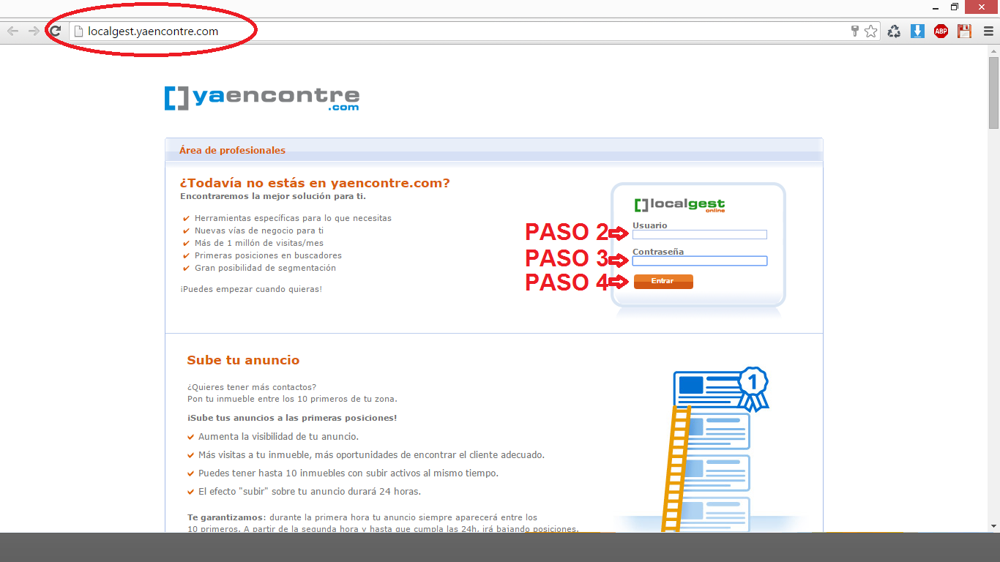 localgest.yaencontre.com
ABP
[]yaencontre
.com
Área de profesionales
¿Todavía no estás en yaencontre.com?
Encontraremos la mejor solución para ti.
Herramientas específicas para lo que necesitas
Nuevas vías de negocio para ti
Más de 1 millón de visitas/mes
Primeras posiciones en buscadores
Gran posibilidad de segmentación
¡Puedes empezar cuando quieras!
[]localgest
online
Usuario
PASO 2
Contraseña
PASO 3
PASO 4
Entrar
Sube tu anuncio
¿Quieres tener más contactos?
Pon tu inmueble entre los 10 primeros de tu zona.
¡Sube tus anuncios a las primeras posiciones!
Aumenta la visibilidad de tu anuncio.
Más visitas a tu inmueble, más oportunidades de encontrar el cliente adecuado.
Puedes tener hasta 10 inmuebles con subir activos al mismo tiempo.
El efecto "subir" sobre tu anuncio durará 24 horas.
Te garantizamos: durante la primera hora tu anuncio siempre aparecerá entre los
10 primeros. A partir de la segunda hora y hasta que cumpla las 24h, irá bajando posiciones.
1